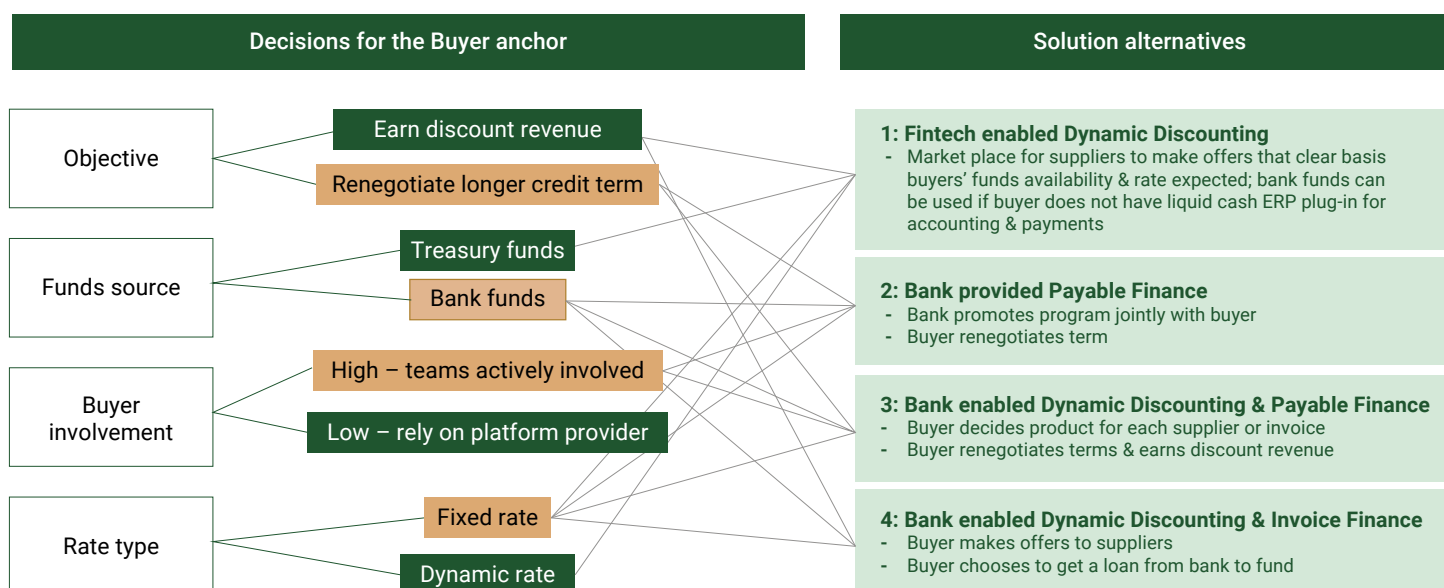 Decisions for the Buyer anchor
Solution alternatives
Objective
Earn discount revenue
Renegotiate longer credit term
Funds source
Treasury funds
Bank funds
Buyer
involvement
High – teams actively involved
Low – rely on platform provider
Rate type
Fixed rate
Dynamic rate
1: Fintech enabled Dynamic Discounting
- Market place for suppliers to make offers that clear basis
buyers’ funds availability & rate expected; bank funds can
be used if buyer does not have liquid cash ERP plug-in for
accounting & payments
2: Bank provided Payable Finance
- Bank promotes program jointly with buyer
- Buyer renegotiates term
3: Bank enabled Dynamic Discounting & Payable Finance
- Buyer decides product for each supplier or invoice
- Buyer renegotiates terms & earns discount revenue
4: Bank enabled Dynamic Discounting & Invoice Finance
- Buyer makes offers to suppliers
- Buyer chooses to get a loan from bank to fund